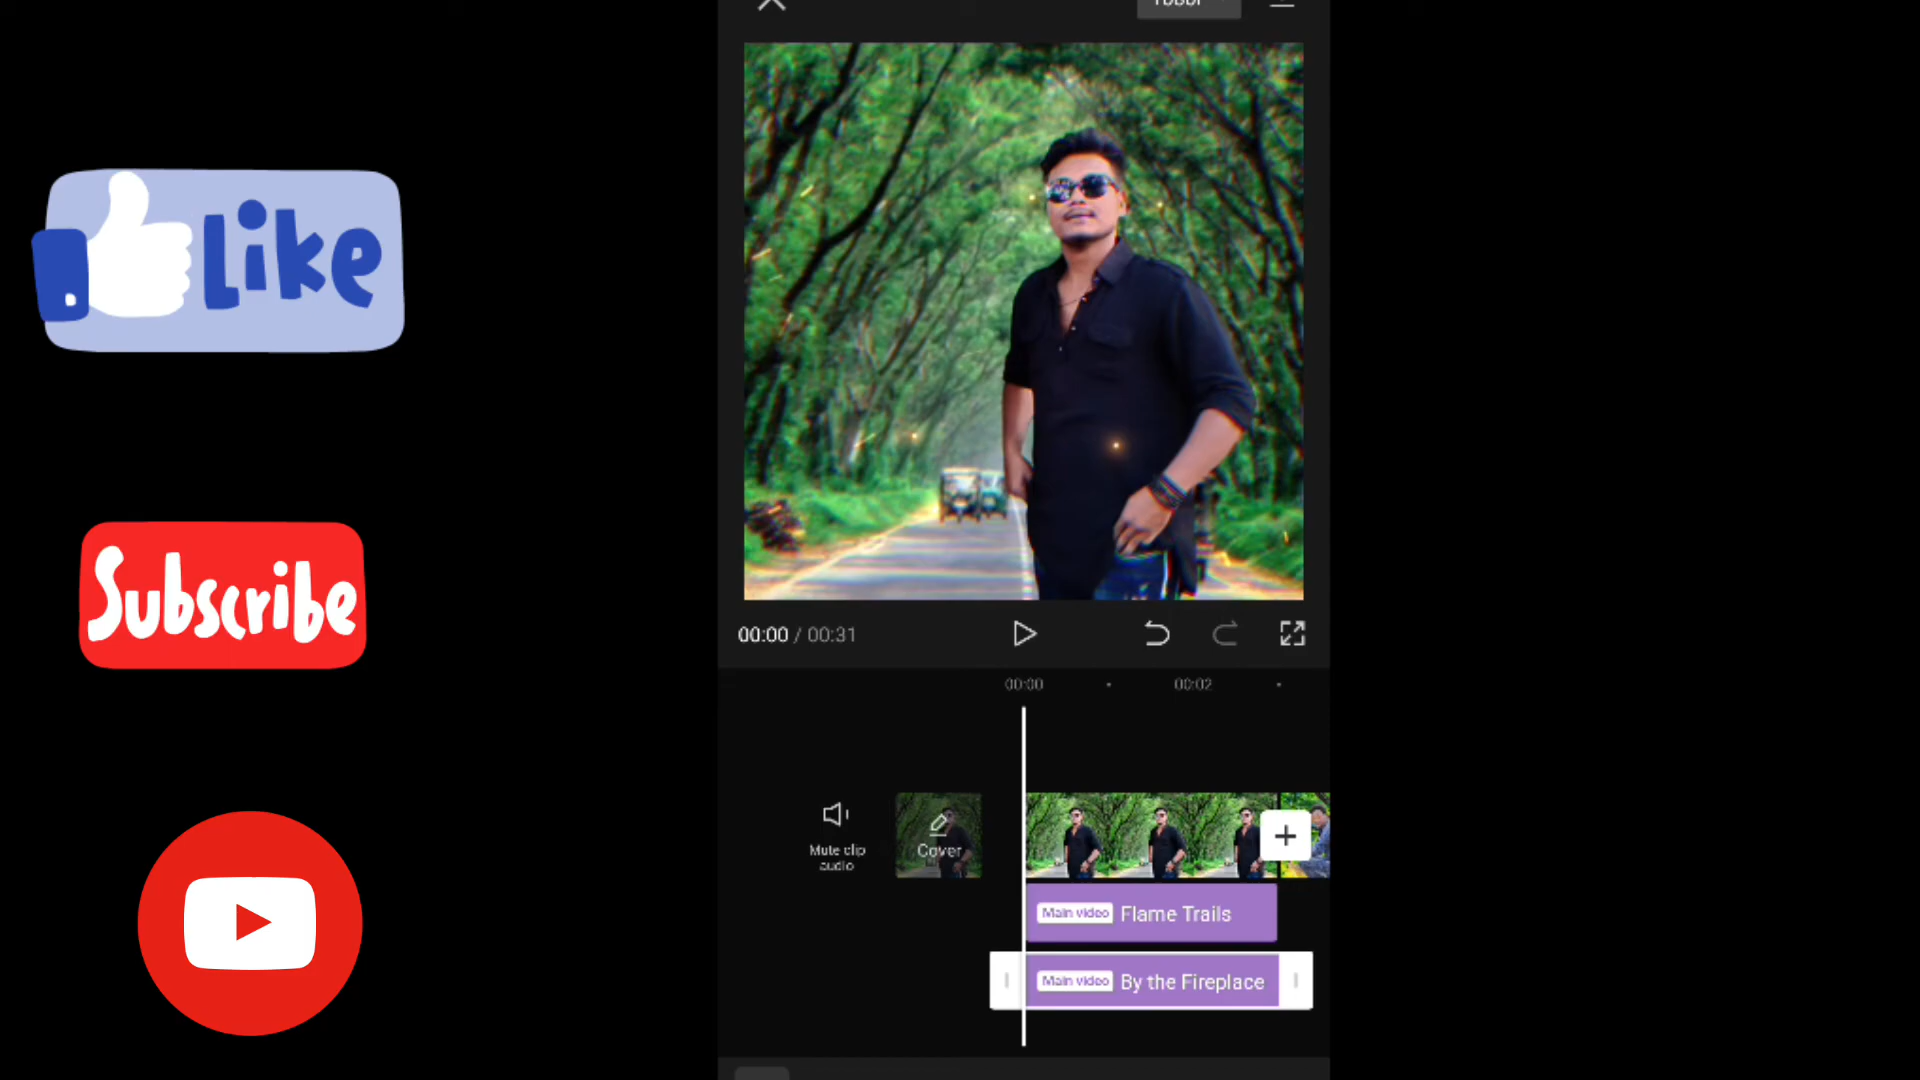 Like
Subscribe
00:00 / 00:31
00:00
00:02
Mute clip
audio
Cover
Main video Flame Trails
Main video By the Fireplace